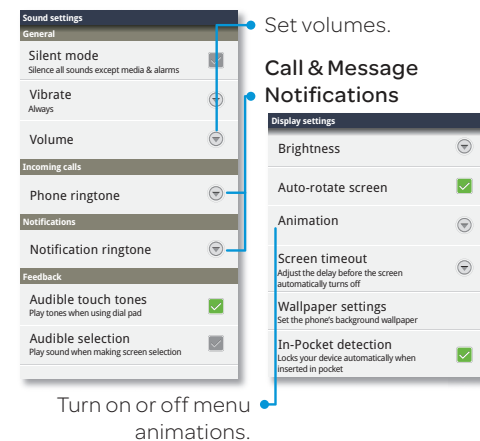 Sound settings
General
Silent mode
Silence all sounds except media & alarms
Vibrate
Always
Volume
Incoming calls
Phone ringtone
Notifications
Notification ringtone
Feedback
Audible touch tones
Play tones when using dial pad
Audible selection
Play sound when making screen selection
Set volumes.
Call & Message
Notifications
Display settings
Brightness
Auto-rotate screen
Animation
Screen timeout
Adjust the delay before the screen
automatically turns off
Wallpaper settings
Set the phone's background wallpaper
In-Pocket detection
Locks your device automatically when
inserted in pocket
Turn on or off menu
animations.